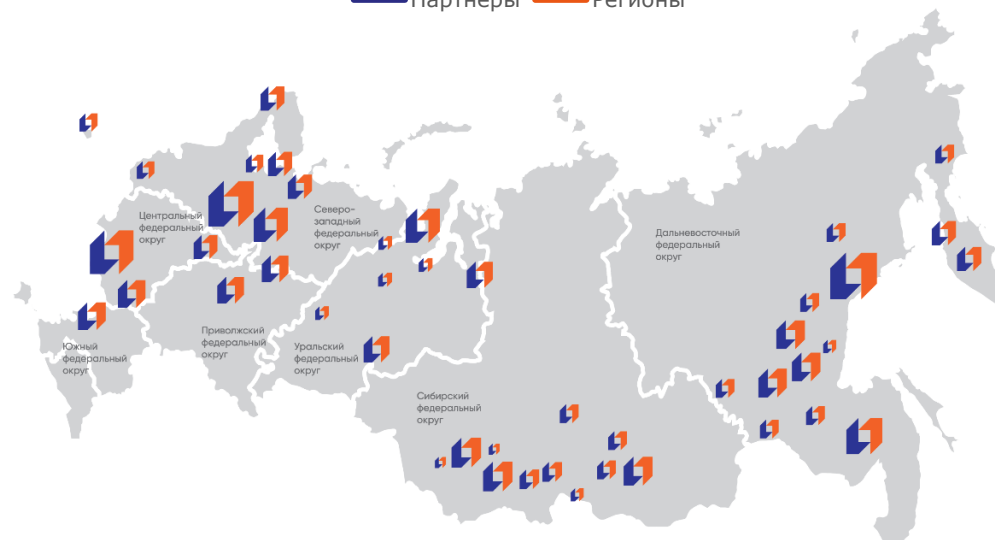 Партнеры Регионы
Центральный
федеральный
округ
Северо-
западный
федеральный
округ
Дальневосточный
федеральный
округ
Приволжский
федеральный
округ
Южный
федеральный
округ
Уральский
федеральный
округ
Сибирский
федеральный
округ